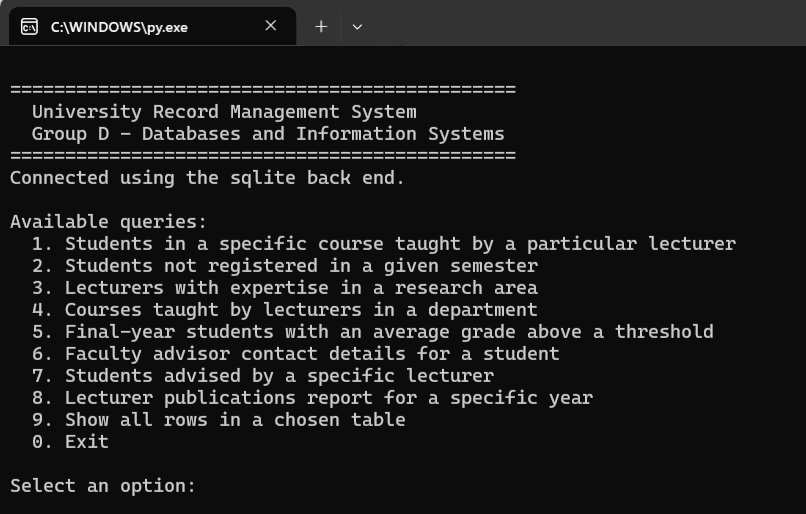 C:\WINDOWS\py.exe
==============================================
University Record Management System
Group D - Databases and Information Systems
==============================================
Connected using the sqlite back end.
Available queries:
1. Students in a specific course taught by a particular lecturer
2. Students not registered in a given semester
3. Lecturers with expertise in a research area
4. Courses taught by lecturers in a department
5. Final-year students with an average grade above a threshold
6. Faculty advisor contact details for a student
7. Students advised by a specific lecturer
8. Lecturer publications report for a specific year
9. Show all rows in a chosen table
0. Exit
Select an option: